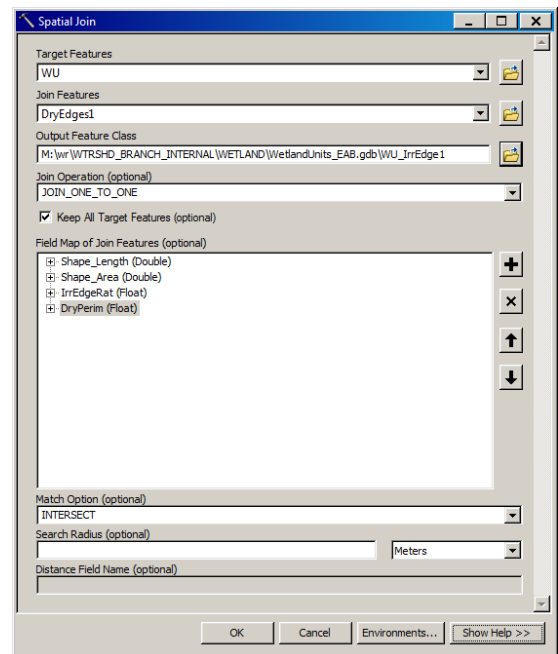 Spatial Join
Target Features
WU
Join Features
DryEdges1
Output Feature Class
M:\wr\WTRSHD_BRANCH_INTERNAL\WETLAND\WetlandUnits_EAB.gdb\WU_IrrEdge1
Join Operation (optional)
JOIN_ONE_TO_ONE
Keep All Target Features (optional)
Field Map of Join Features (optional)
Shape_Length (Double)
Shape_Area (Double)
IrrEdgeRat (Float)
DryPerim (Float)
Match Option (optional)
INTERSECT
Search Radius (optional)
Meters
Distance Field Name (optional)
OK Cancel Environments... Show Help >>